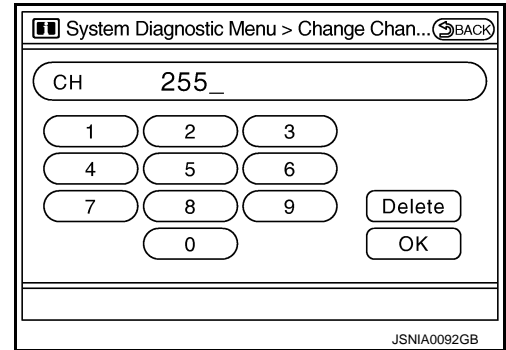 System Diagnostic Menu > Change Chan... BACK
CH 255_
1 2 3
4 5 6
7 8 9 Delete
0 OK
JSNIA0092GB